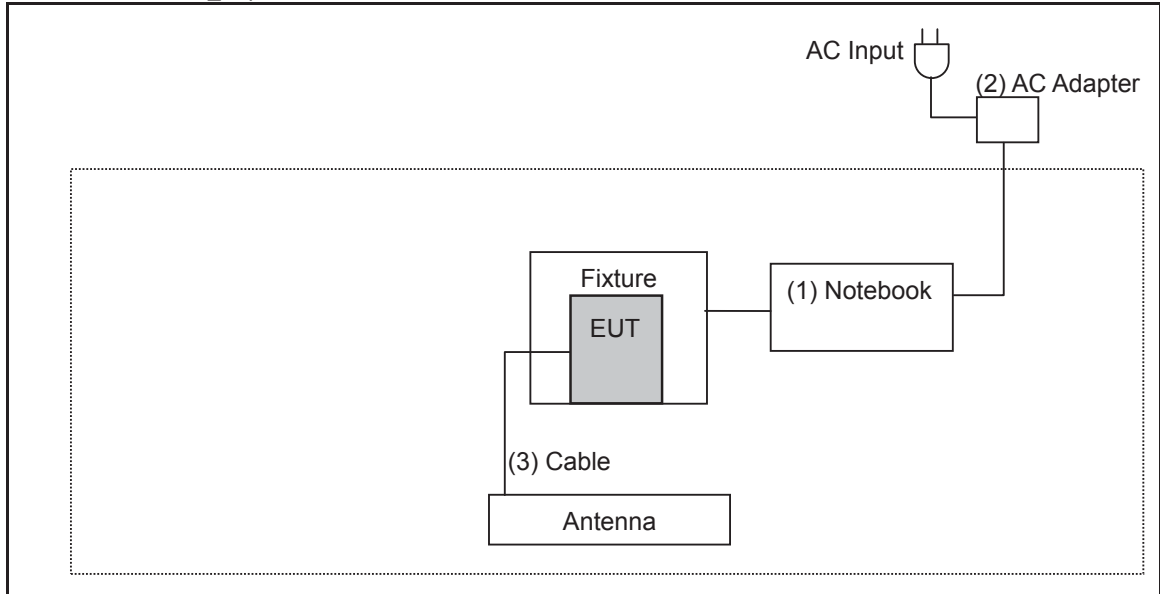 AC Input
(2) AC Adapter
Fixture
(1) Notebook
EUT
(3) Cable
Antenna